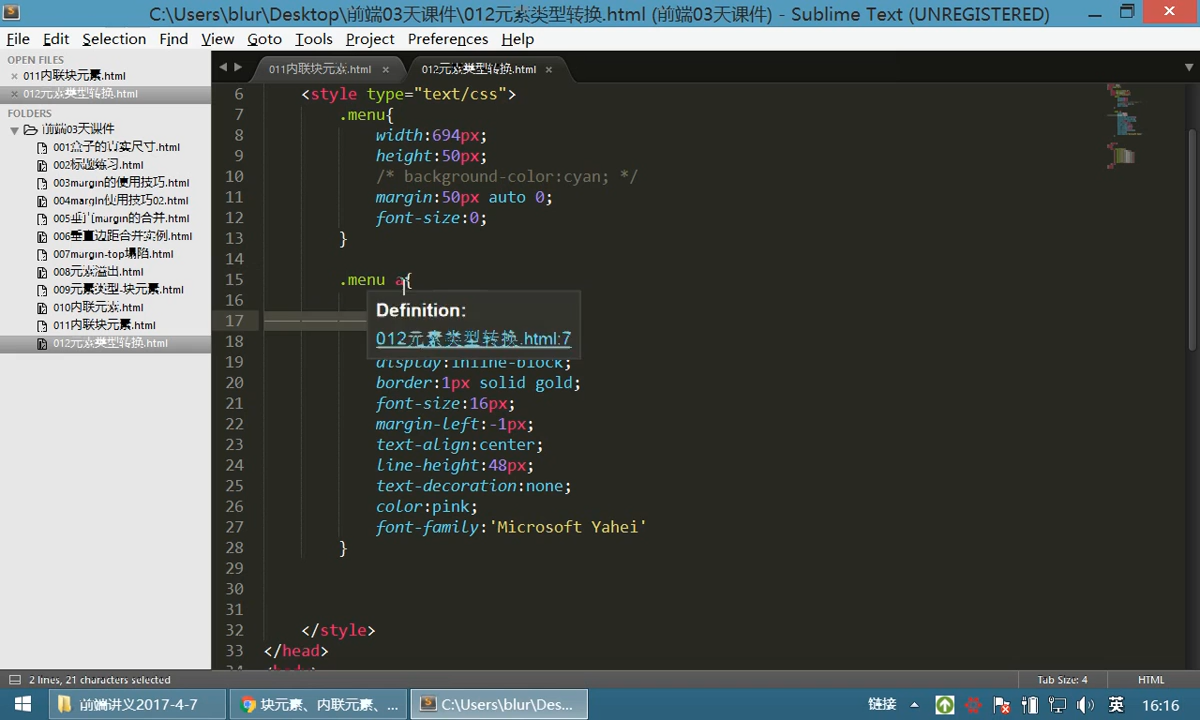 C:\Users\blur\Desktop\前端03天课件\012元素类型转换.html (前端03天课件) - Sublime Text (UNREGISTERED)
File Edit Selection Find View Goto Tools Project Preferences Help
OPEN FILES
011内联块元素.html
012元素类型转换.html
FOLDERS
前端03天课件
001盒子的真实尺寸.html
002标题练习.html
003margin的使用技巧.html
004margin使用技巧02.html
005垂直margin的合并.html
006垂直边距合并实例.html
007margin-top塌陷.html
008元素溢出.html
009元素类型-块元素.html
010内联元素.html
011内联块元素.html
012元素类型转换.html
011内联块元素.html
012元素类型转换.html
6 <style type="text/css">
7 .menu{
8 width:694px;
9 height:50px;
10 /* background-color:cyan; */
11 margin:50px auto 0;
12 font-size:0;
13 }
14
15 .menu a{
16
17
18
Definition:
012元素类型转换.html:7
19 display:inline-block;
20 border:1px solid gold;
21 font-size:16px;
22 margin-left:-1px;
23 text-align:center;
24 line-height:48px;
25 text-decoration:none;
26 color:pink;
27 font-family:'Microsoft Yahei'
28 }
29
30
31
32 </style>
33 </head>
34 <body>
2 lines, 21 characters selected
Tab Size: 4
HTML
前端讲义2017-4-7
块元素、内联元素、...
C:\Users\blur\Des...
链接
英
16:16